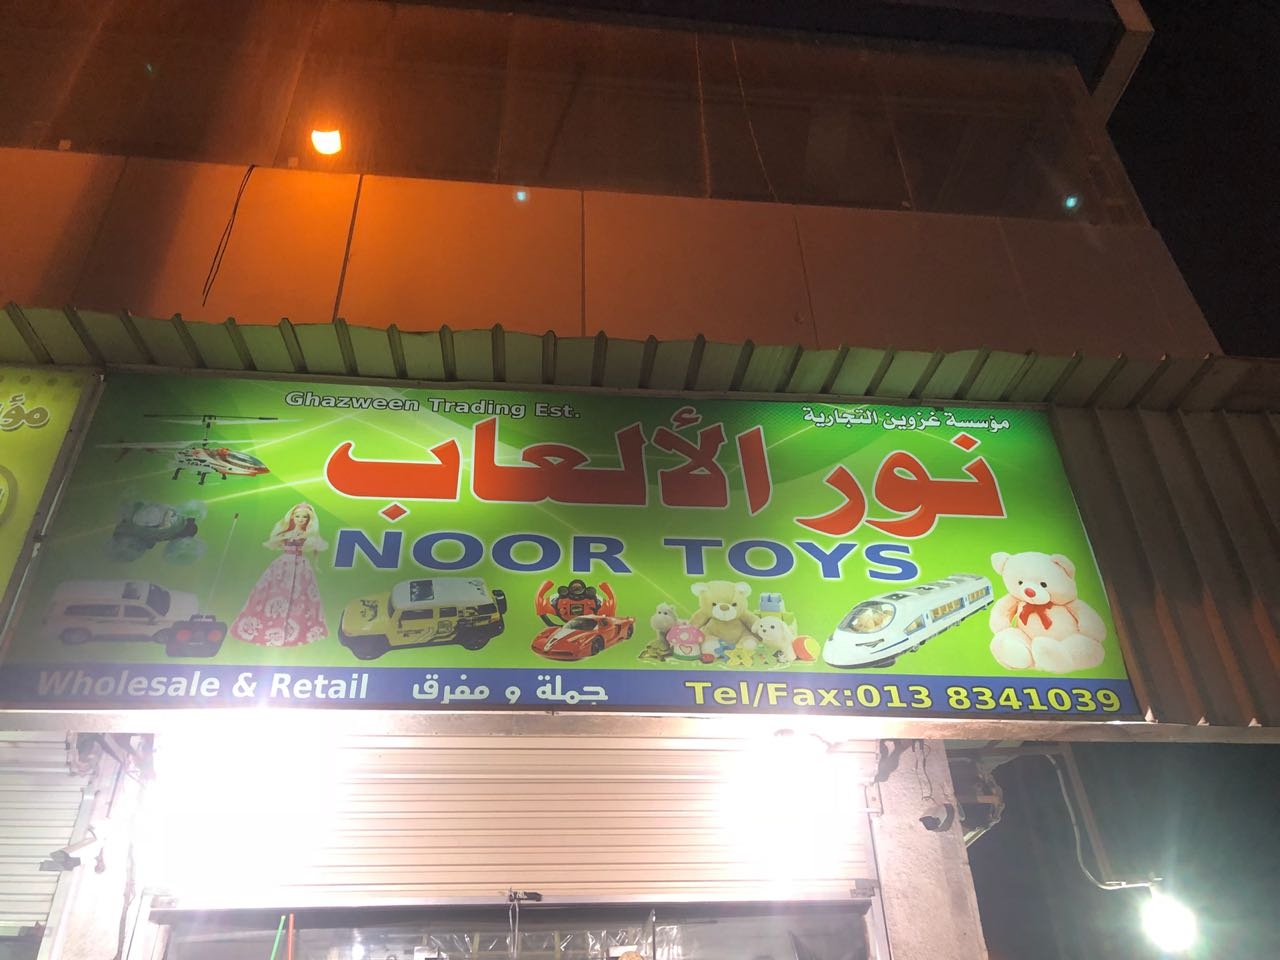 Ghazween Trading Est.
مؤسسة غزوين التجارية
نور الألعاب
NOOR TOYS
Wholesale & Retail
جملة و مفرق
Tel/Fax:013 8341039